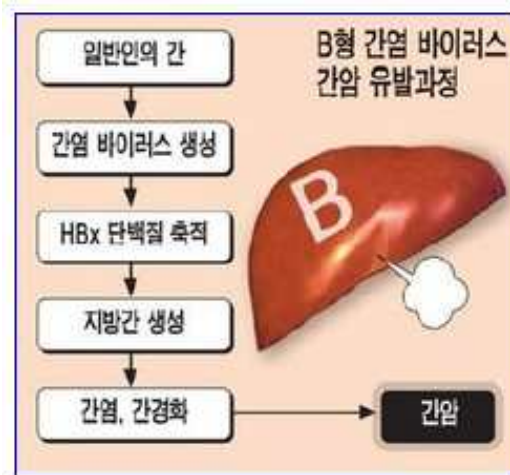 B형 간염 바이러스
간암 유발과정
일반인의 간
간염 바이러스 생성
HBx 단백질 축적
지방간 생성
간염, 간경화
간암
B